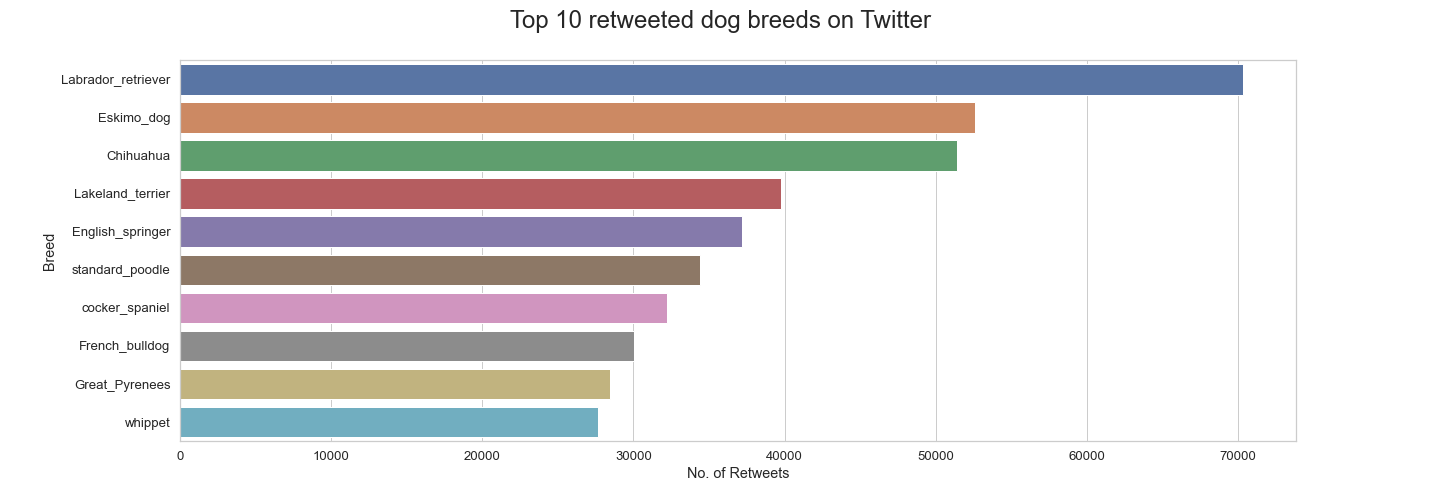 Top 10 retweeted dog breeds on Twitter
Breed
Labrador_retriever
Eskimo_dog
Chihuahua
Lakeland_terrier
English_springer
standard_poodle
cocker_spaniel
French_bulldog
Great_Pyrenees
whippet
0 10000 20000 30000 40000 50000 60000 70000
No. of Retweets